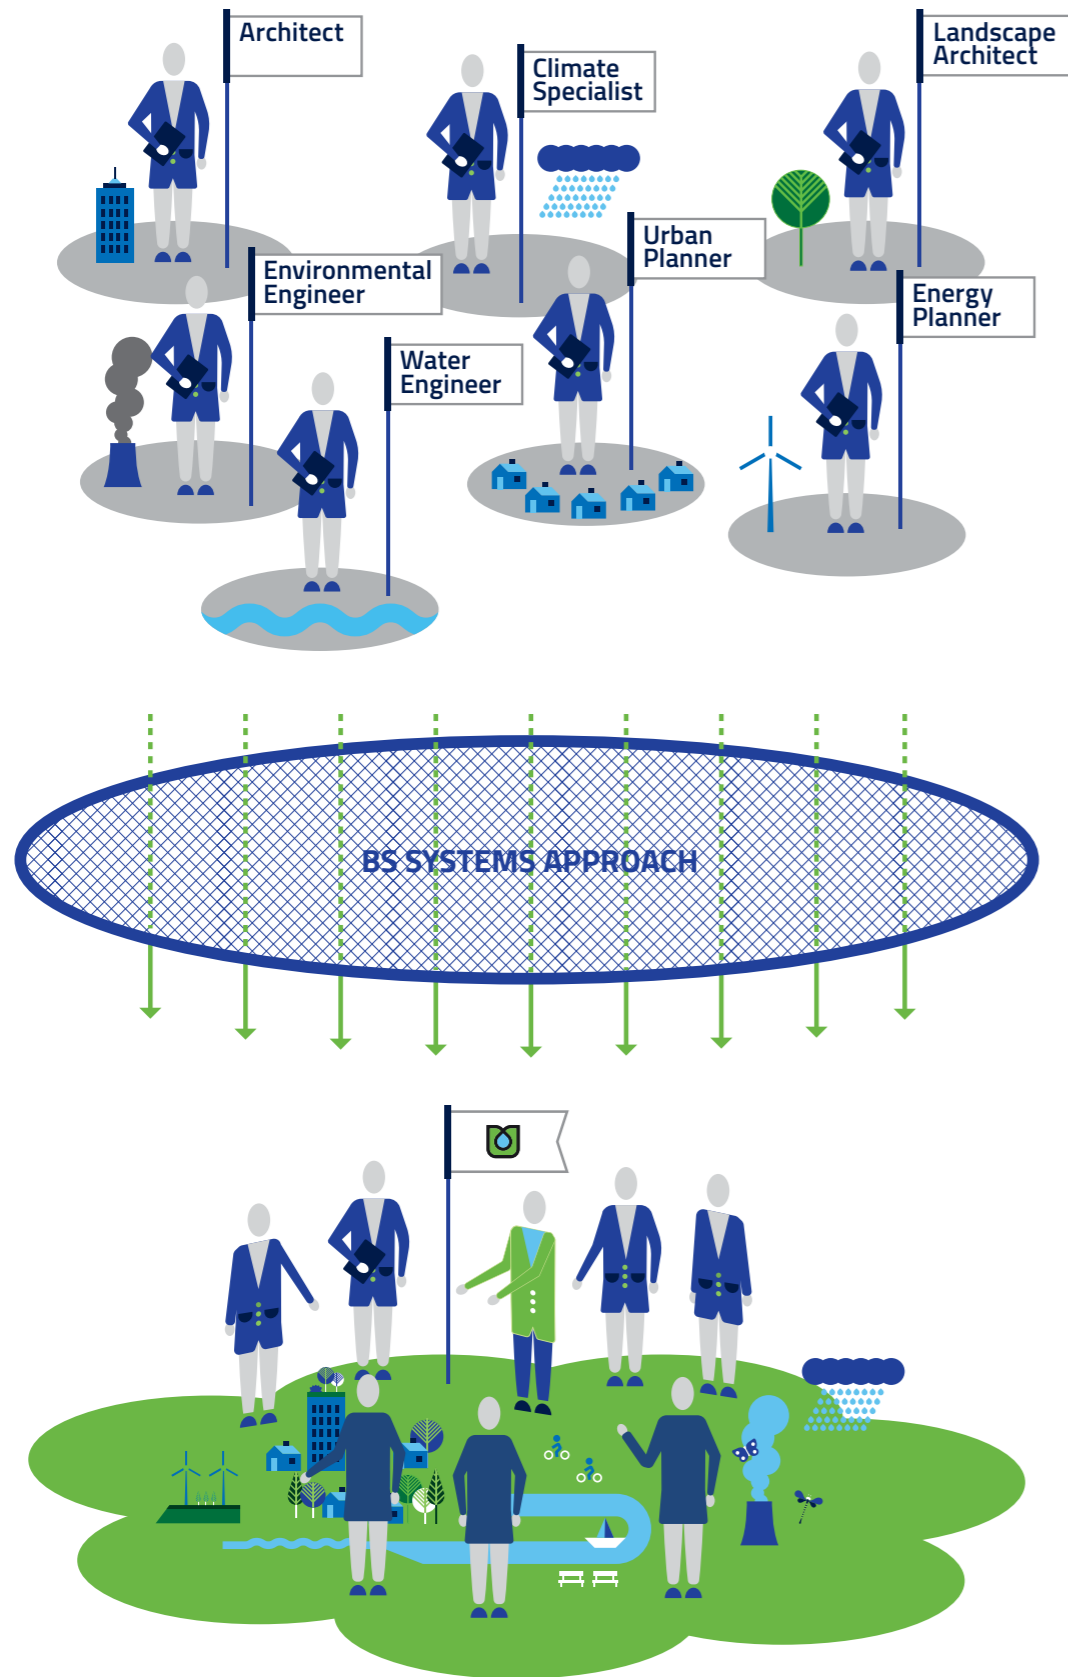 Architect
Climate
Specialist
Landscape
Architect
Urban
Planner
Environmental
Engineer
Energy
Planner
Water
Engineer
BS SYSTEMS APPROACH